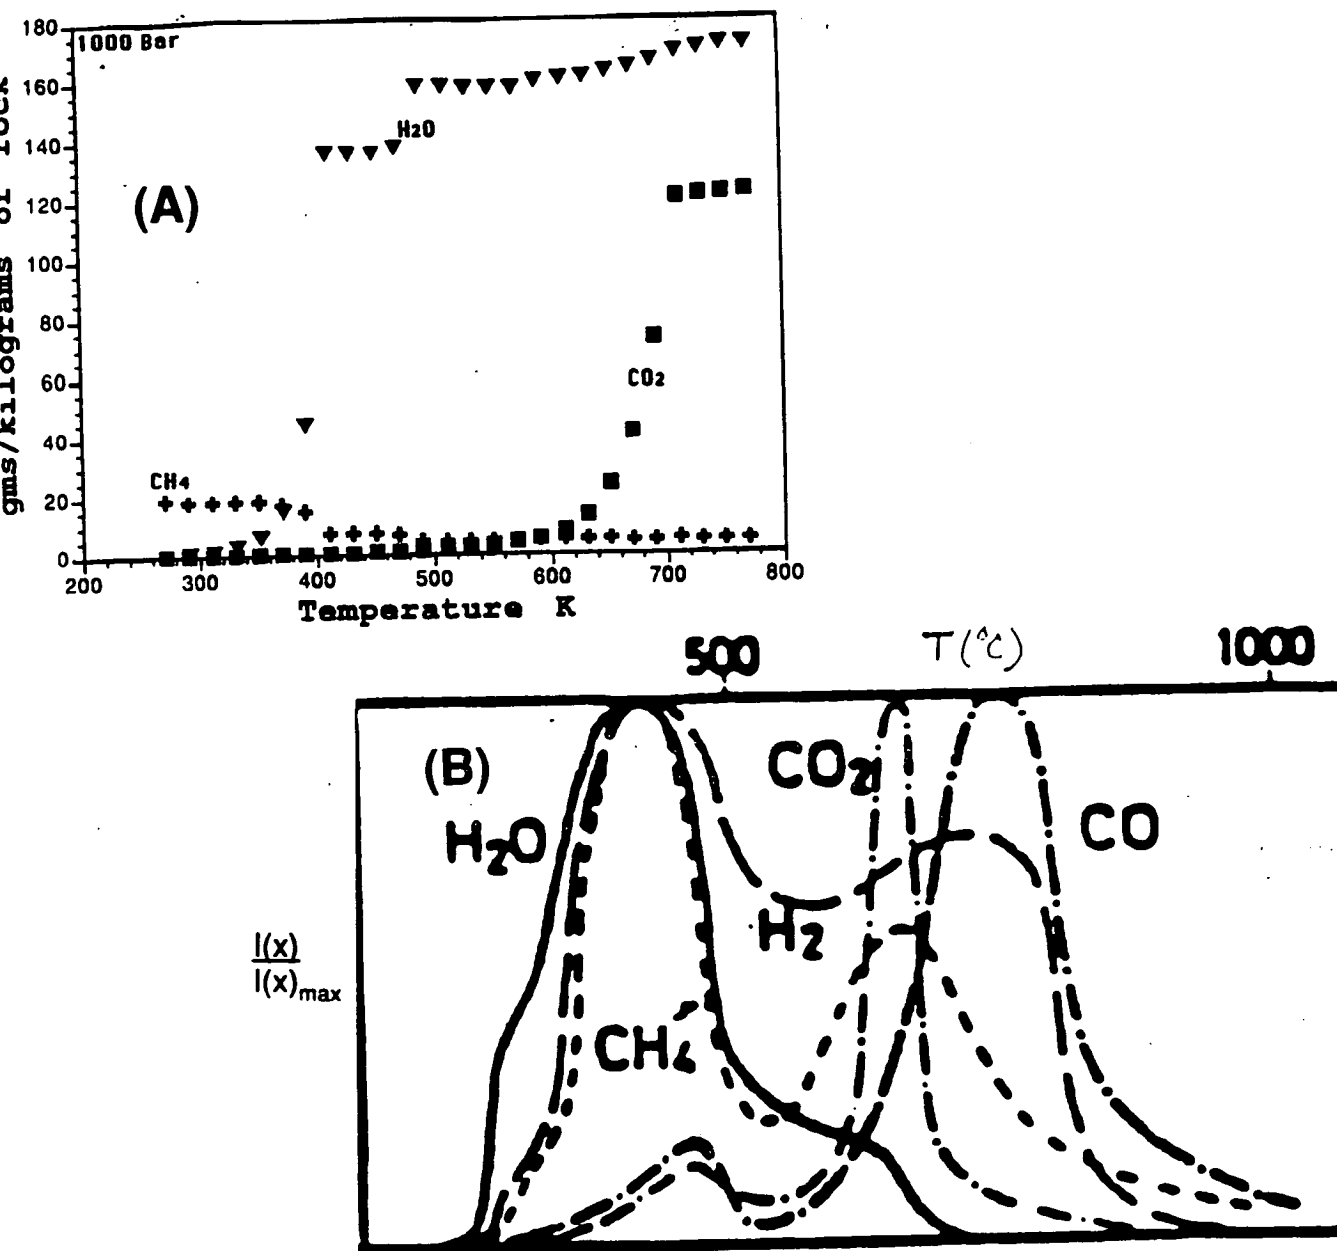 180
1000 Bar
160
H2O
140
(A)
120
100
80
60
CO2
40
CH4
20
0
200 300 400 500 600 700 800
gms/kilograms of rock
Temperature K
500 T(°C) 1000
(B)
CO2
H2O
CO
H2
I(x)
I(x)max
CH4